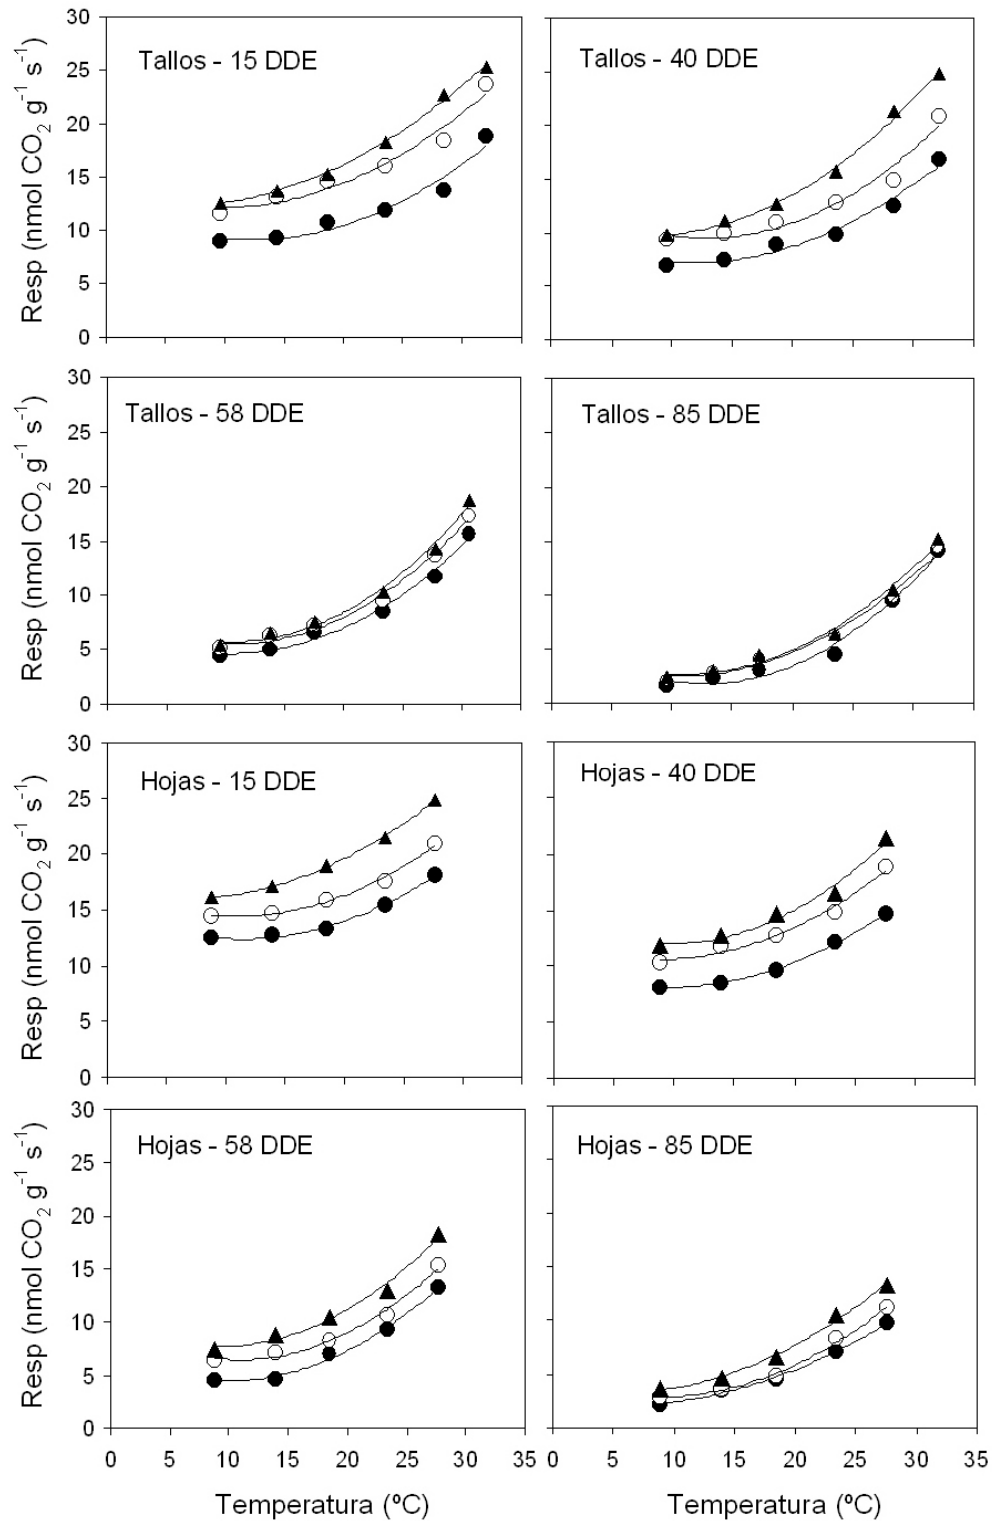 Tallos - 15 DDE
Tallos - 40 DDE
Resp (nmol CO2 g-1 s-1)
30
25
20
15
10
5
0
Tallos - 58 DDE
Tallos - 85 DDE
Resp (nmol CO2 g-1 s-1)
30
25
20
15
10
5
0
Hojas - 15 DDE
Hojas - 40 DDE
Resp (nmol CO2 g-1 s-1)
30
25
20
15
10
5
0
Hojas - 58 DDE
Hojas - 85 DDE
Resp (nmol CO2 g-1 s-1)
30
25
20
15
10
5
0
0 5 10 15 20 25 30 35
0 5 10 15 20 25 30 35
Temperatura (ºC)
Temperatura (ºC)